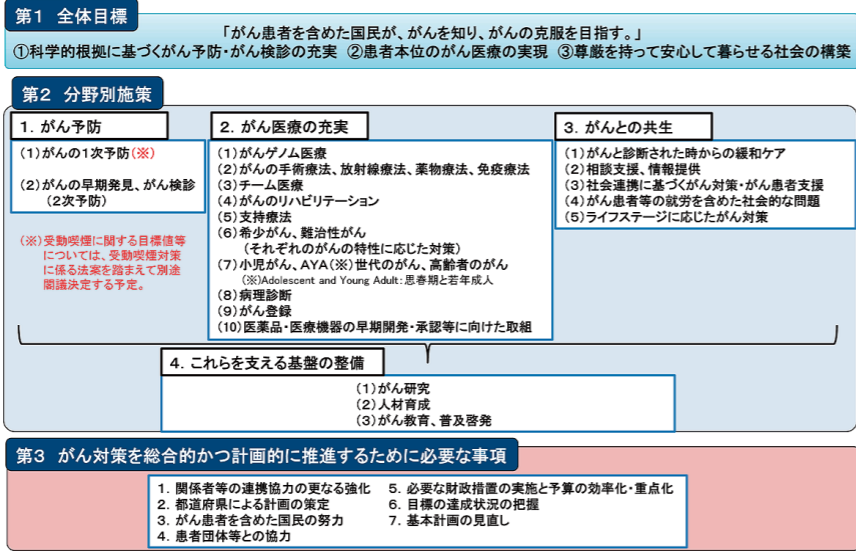 第1 全体目標
「がん患者を含めた国民が、がんを知り、がんの克服を目指す。」
①科学的根拠に基づくがん予防・がん検診の充実 ②患者本位のがん医療の実現 ③尊厳を持って安心して暮らせる社会の構築
第2 分野別施策
1. がん予防
(1)がんの1次予防(※)
(2)がんの早期発見、がん検診
(2次予防)
(※)受動喫煙に関する目標値等
については、受動喫煙対策
に係る法案を踏まえて別途
閣議決定する予定。
2. がん医療の充実
(1)がんゲノム医療
(2)がんの手術療法、放射線療法、薬物療法、免疫療法
(3)チーム医療
(4)がんのリハビリテーション
(5)支持療法
(6)希少がん、難治性がん
(それぞれのがんの特性に応じた対策)
(7)小児がん、AYA(※)世代のがん、高齢者のがん
(※)Adolescent and Young Adult:思春期と若年成人
(8)病理診断
(9)がん登録
(10)医薬品・医療機器の早期開発・承認等に向けた取組
3. がんとの共生
(1)がんと診断された時からの緩和ケア
(2)相談支援、情報提供
(3)社会連携に基づくがん対策・がん患者支援
(4)がん患者等の就労を含めた社会的な問題
(5)ライフステージに応じたがん対策
4. これらを支える基盤の整備
(1)がん研究
(2)人材育成
(3)がん教育、普及啓発
第3 がん対策を総合的かつ計画的に推進するために必要な事項
1. 関係者等の連携協力の更なる強化
2. 都道府県による計画の策定
3. がん患者を含めた国民の努力
4. 患者団体等との協力
5. 必要な財政措置の実施と予算の効率化・重点化
6. 目標の達成状況の把握
7. 基本計画の見直し